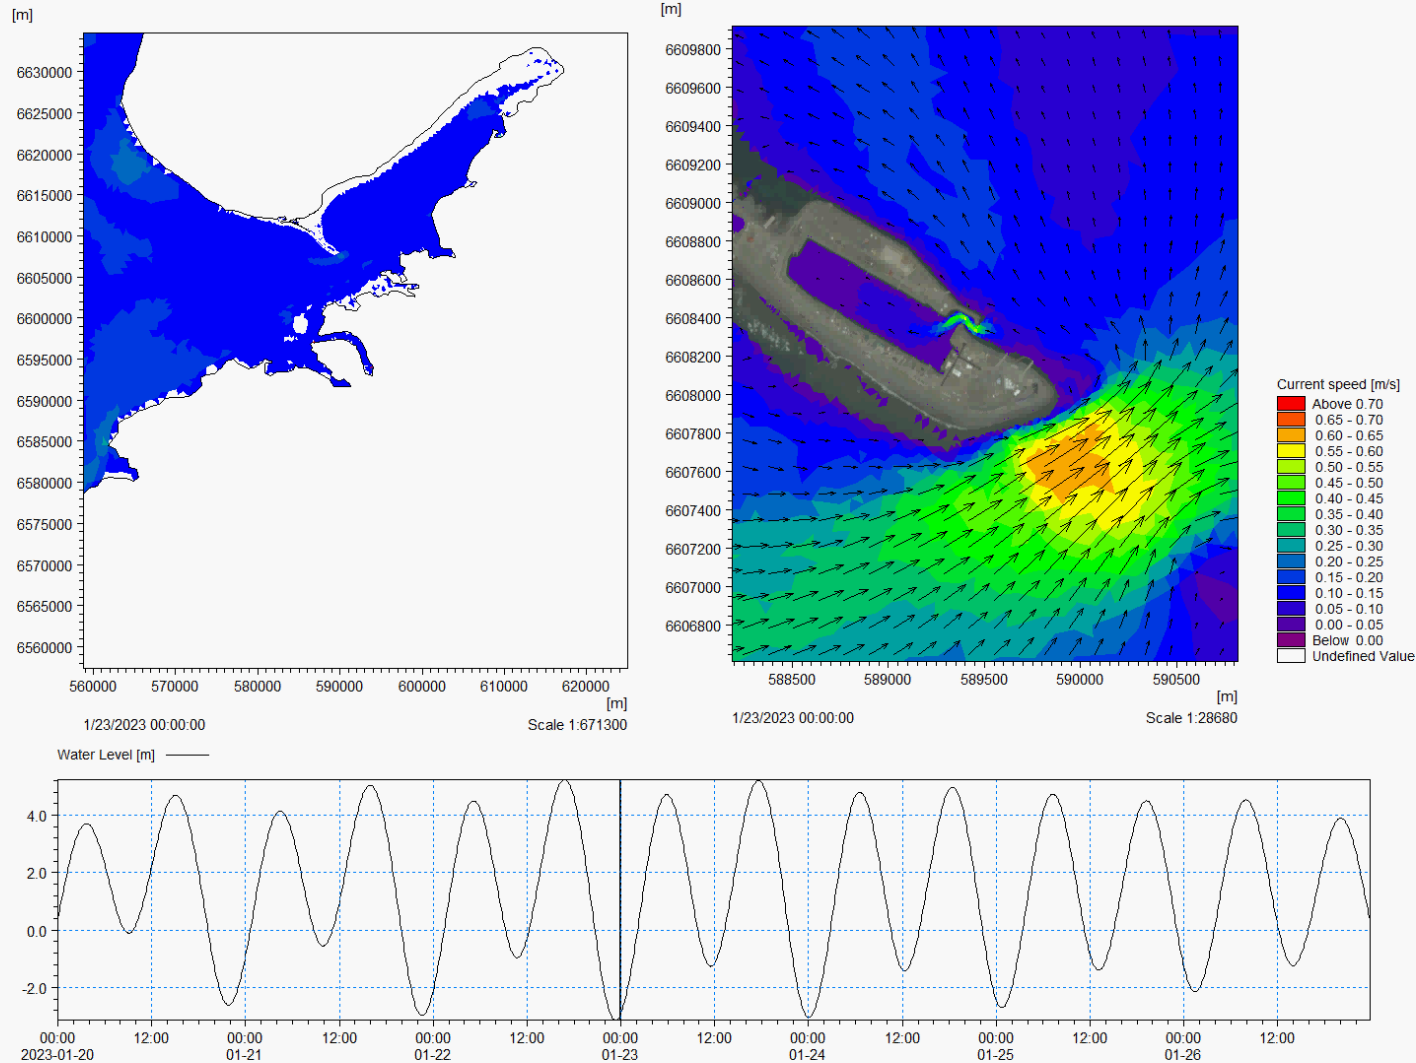 [m]
6630000
6625000
6620000
6615000
6610000
6605000
6600000
6595000
6590000
6585000
6580000
6575000
6570000
6565000
6560000
560000 570000 580000 590000 600000 610000 620000
[m]
1/23/2023 00:00:00 Scale 1:671300
[m]
6609800
6609600
6609400
6609200
6609000
6608800
6608600
6608400
6608200
6608000
6607800
6607600
6607400
6607200
6607000
6606800
588500 589000 589500 590000 590500
[m]
1/23/2023 00:00:00 Scale 1:28680
Current speed [m/s]
Above 0.70
0.65 - 0.70
0.60 - 0.65
0.55 - 0.60
0.50 - 0.55
0.45 - 0.50
0.40 - 0.45
0.35 - 0.40
0.30 - 0.35
0.25 - 0.30
0.20 - 0.25
0.15 - 0.20
0.10 - 0.15
0.05 - 0.10
0.00 - 0.05
Below 0.00
Undefined Value
Water Level [m]
4.0
2.0
0.0
-2.0
00:00 12:00 00:00 12:00 00:00 12:00 00:00 12:00 00:00 12:00 00:00 12:00 00:00 12:00
2023-01-20 01-21 01-22 01-23 01-24 01-25 01-26